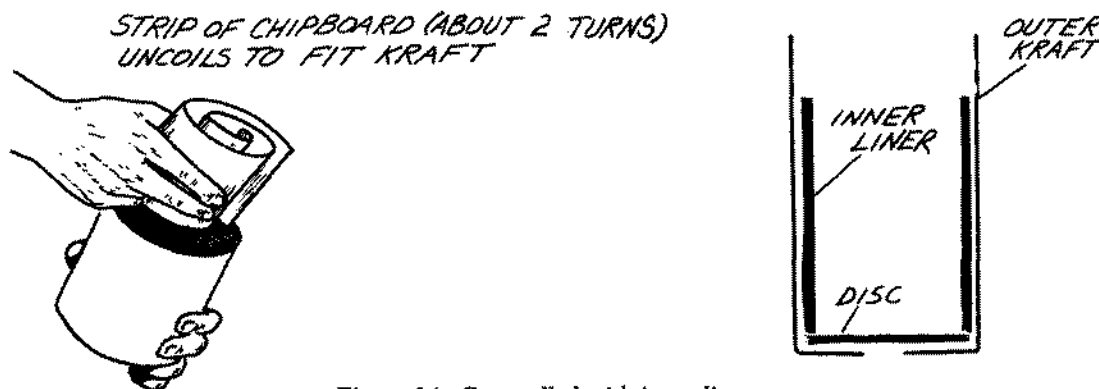 STRIP OF CHIPBOARD (ABOUT 2 TURNS)
UNCOILS TO FIT KRAFT
OUTER
KRAFT
INNER
LINER
DISC